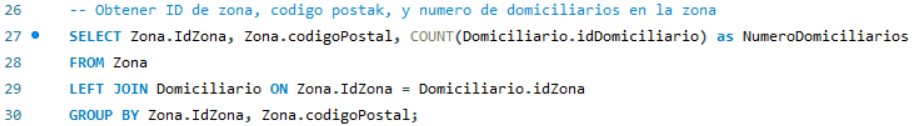 26 -- Obtener ID de zona, codigo postak, y numero de domiciliarios en la zona
27 SELECT Zona.IdZona, Zona.codigoPostal, COUNT(Domiciliario.idDomiciliario) as NumeroDomiciliarios
28 FROM Zona
29 LEFT JOIN Domiciliario ON Zona.IdZona = Domiciliario.idZona
30 GROUP BY Zona.IdZona, Zona.codigoPostal;